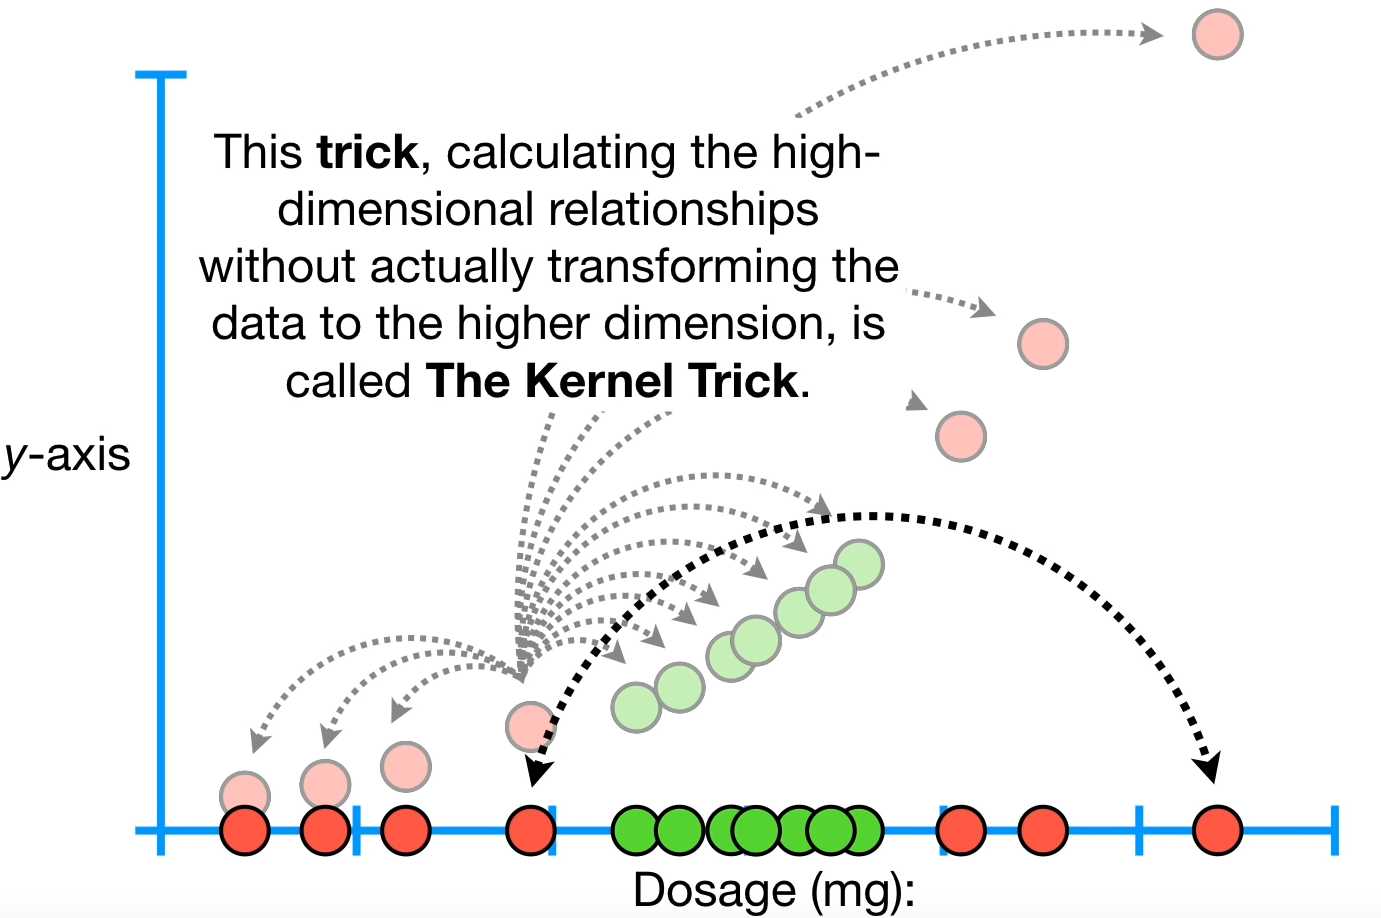 This trick, calculating the high-
dimensional relationships
without actually transforming the
data to the higher dimension, is
called The Kernel Trick.
y-axis
Dosage (mg):